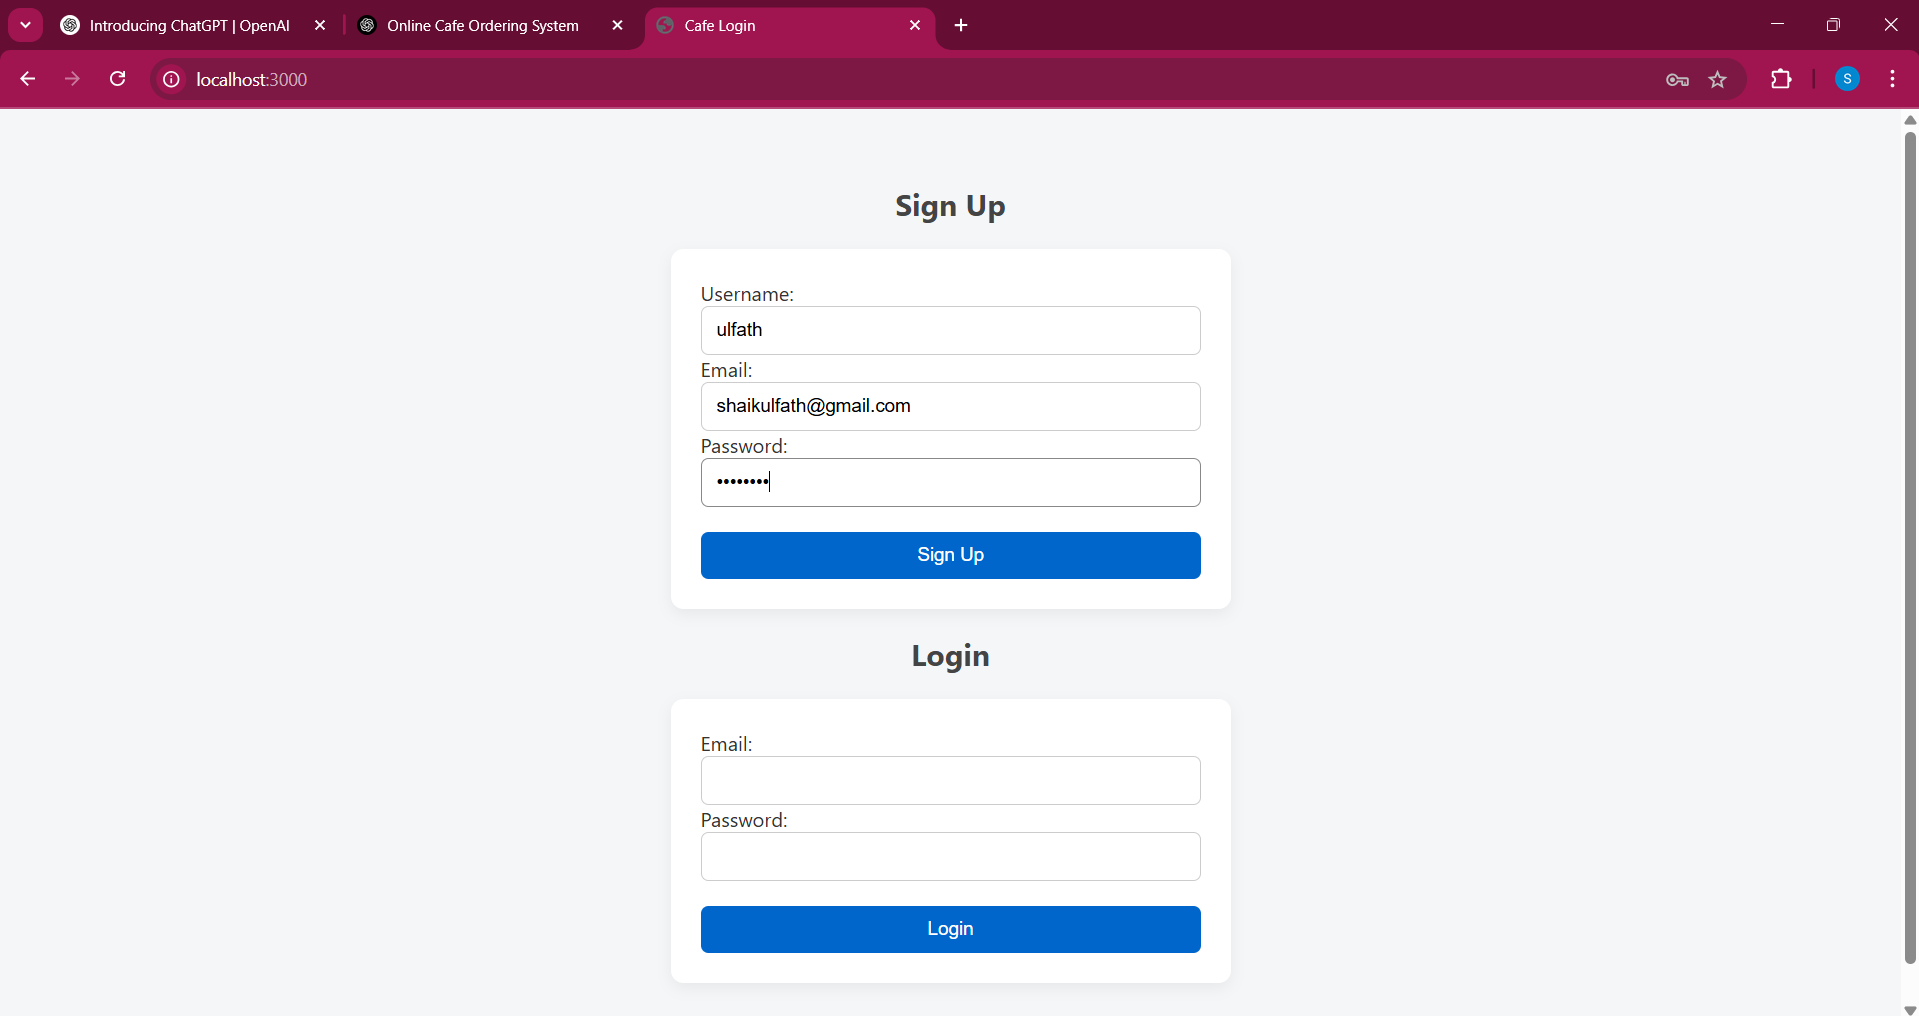 Introducing ChatGPT | OpenAI
Online Cafe Ordering System
Cafe Login
localhost:3000
S
Sign Up
Username:
ulfath
Email:
shaikulfath@gmail.com
Password:
••••••••
Sign Up
Login
Email:
Password:
Login